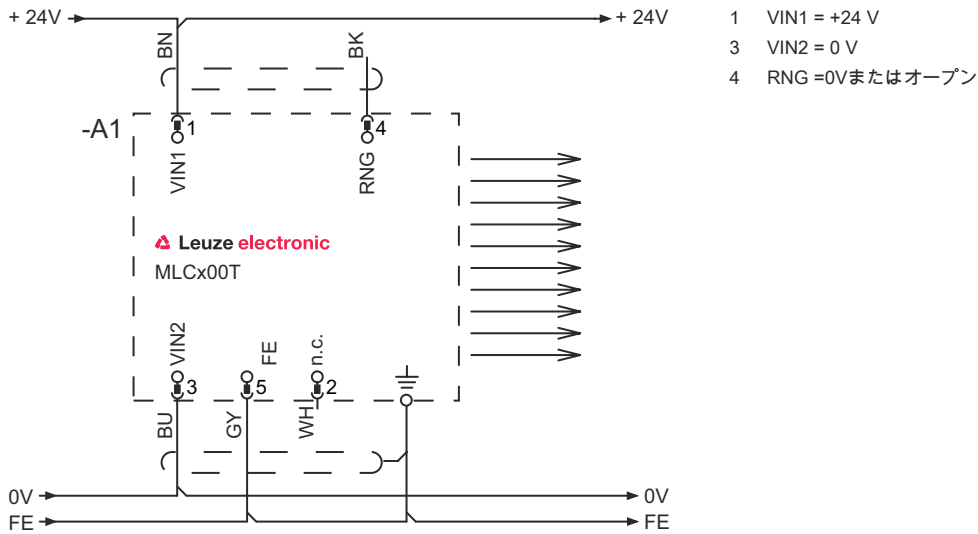 + 24V
+ 24V
1 VIN1 = +24 V
3 VIN2 = 0 V
4 RNG =0Vまたはオープン
BN
BK
-A1
1
4
VIN1
RNG
Leuze electronic
MLCx00T
VIN2
FE
n.c.
3
5
2
BU
GY
WH
0V
0V
FE
FE